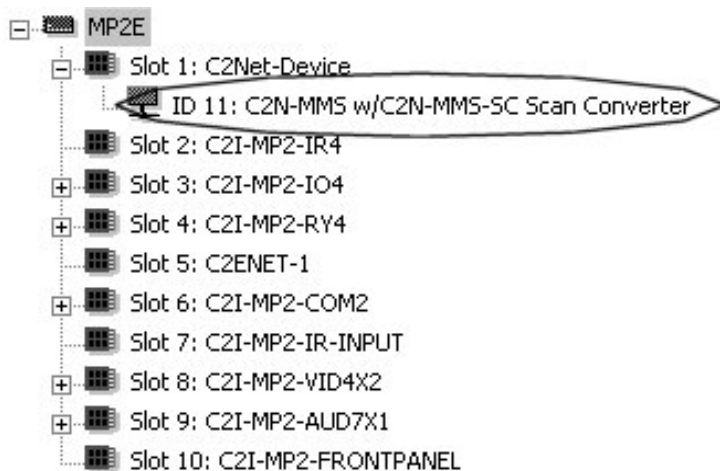 MP2E
Slot 1: C2Net-Device
ID 11: C2N-MMS w/C2N-MMS-SC Scan Converter
Slot 2: C2I-MP2-IR4
Slot 3: C2I-MP2-IO4
Slot 4: C2I-MP2-RY4
Slot 5: C2ENET-1
Slot 6: C2I-MP2-COM2
Slot 7: C2I-MP2-IR-INPUT
Slot 8: C2I-MP2-VID4X2
Slot 9: C2I-MP2-AUD7X1
Slot 10: C2I-MP2-FRONTPANEL